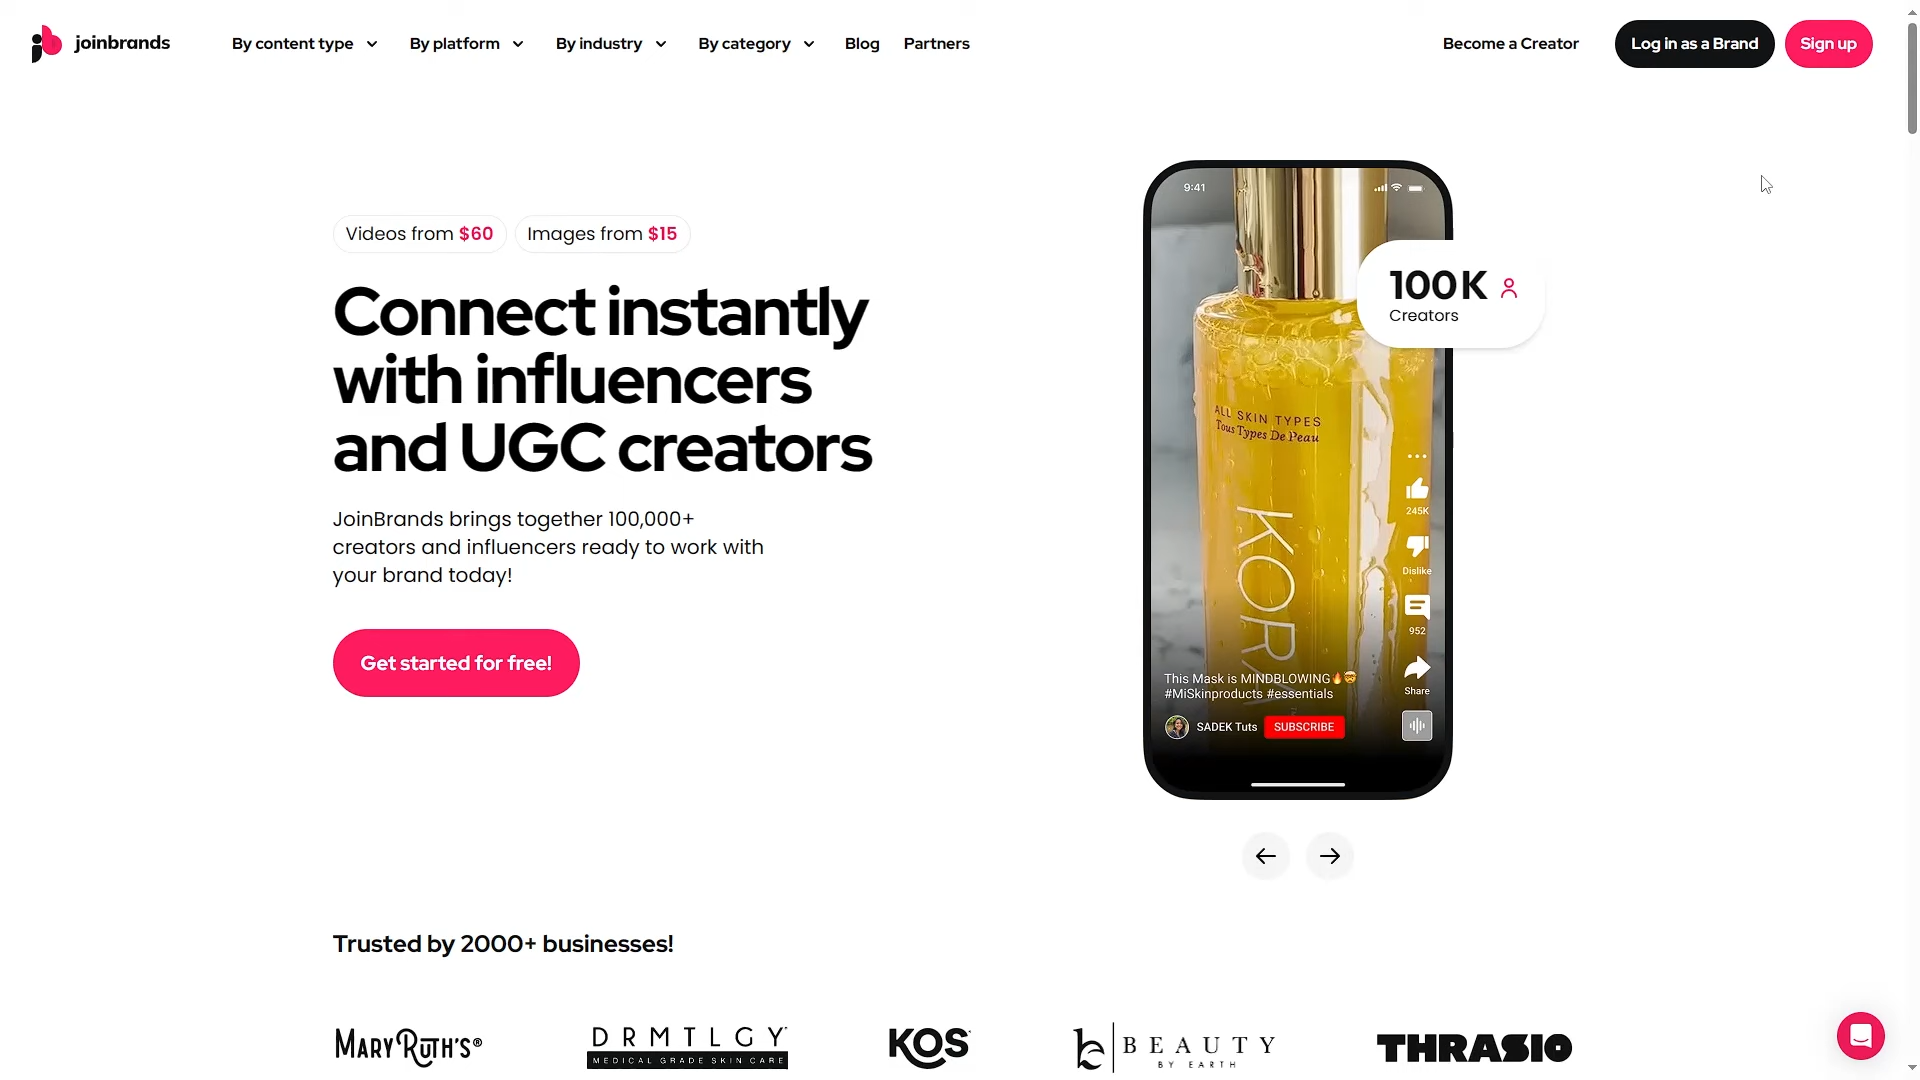 joinbrands
By content type
By platform
By industry
By category
Blog
Partners
Become a Creator
Log in as a Brand
Sign up
Videos from $60
Images from $15
Connect instantly
with influencers
and UGC creators
JoinBrands brings together 100,000+
creators and influencers ready to work with
your brand today!
Get started for free!
9:41
100K
Creators
ALL SKIN TYPES
Tous Types De Peau
KORA
245K
Dislike
952
Share
This Mask is MINDBLOWING🔥🤯
#MiSkinproducts #essentials
SADEK Tuts
SUBSCRIBE
Trusted by 2000+ businesses!
MARYRUTH'S®
DRMTLGY
MEDICAL GRADE SKIN CARE
KOS
BEAUTY
BY EARTH
THRASIO